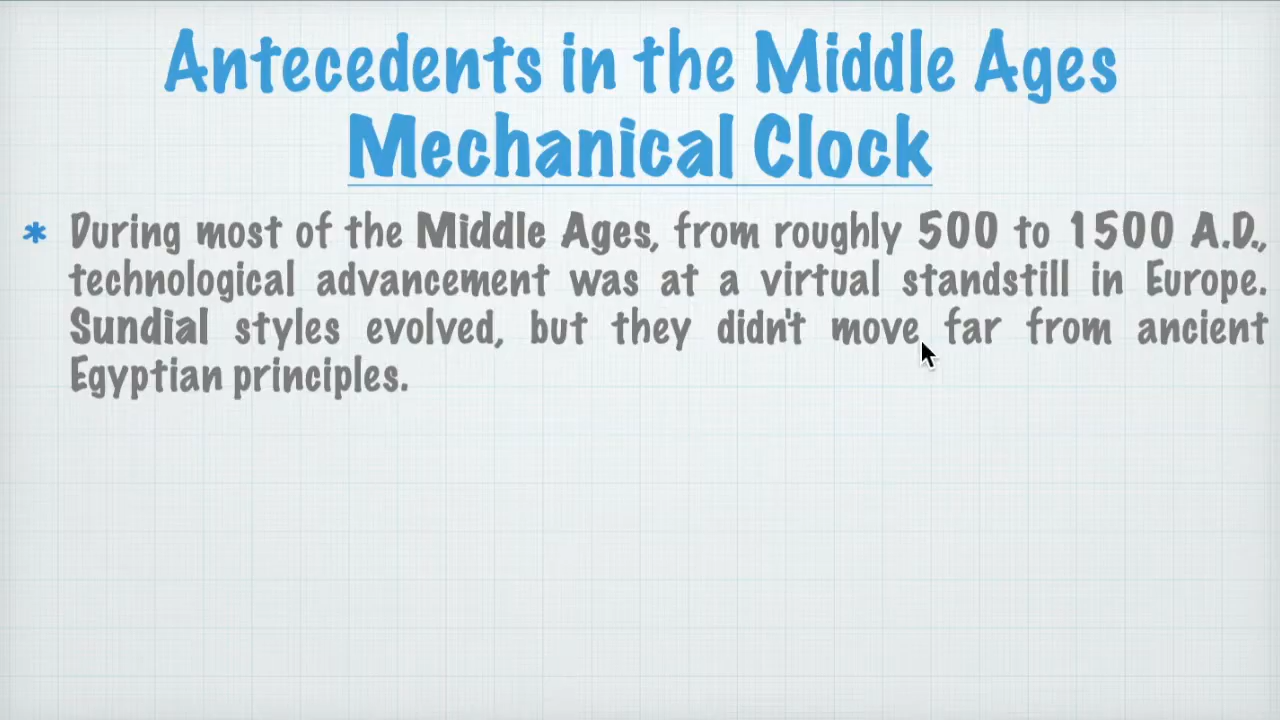 Antecedents in the Middle Ages
Mechanical Clock
* During most of the Middle Ages, from roughly 500 to 1500 A.D.,
technological advancement was at a virtual standstill in Europe.
Sundial styles evolved, but they didn't move far from ancient
Egyptian principles.